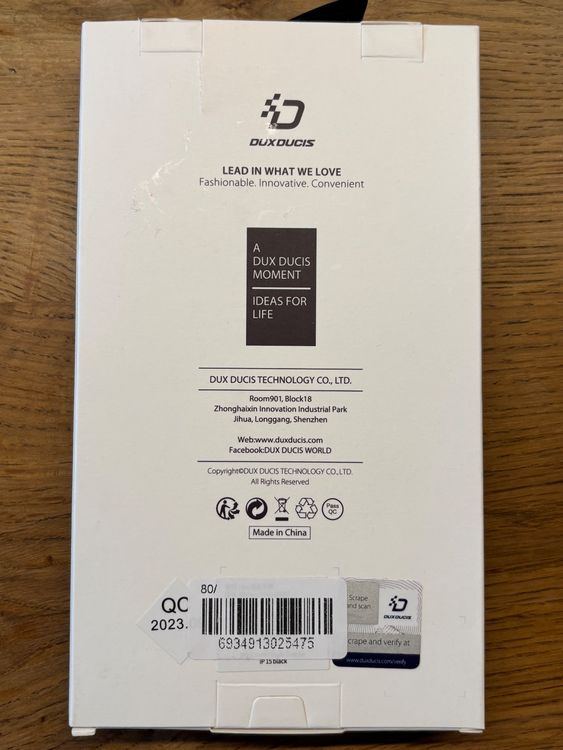 DUXDUCIS
LEAD IN WHAT WE LOVE
Fashionable. Innovative. Convenient
A
DUX DUCIS
MOMENT
IDEAS FOR
LIFE
DUX DUCIS TECHNOLOGY CO., LTD.
Room901, Block18
Zhonghaixin Innovation Industrial Park
Jihua, Longgang, Shenzhen
Web:www.duxducis.com
Facebook:DUX DUCIS WORLD
Copyright©DUX DUCIS TECHNOLOGY CO.,LTD.
All Rights Reserved
Pass
QC
Made in China
80/
QC
2023.
6934913025475
IP 15 black
Scrape
and scan
DUXDUCIS
scrape and verify at
www.duxducis.com/verify